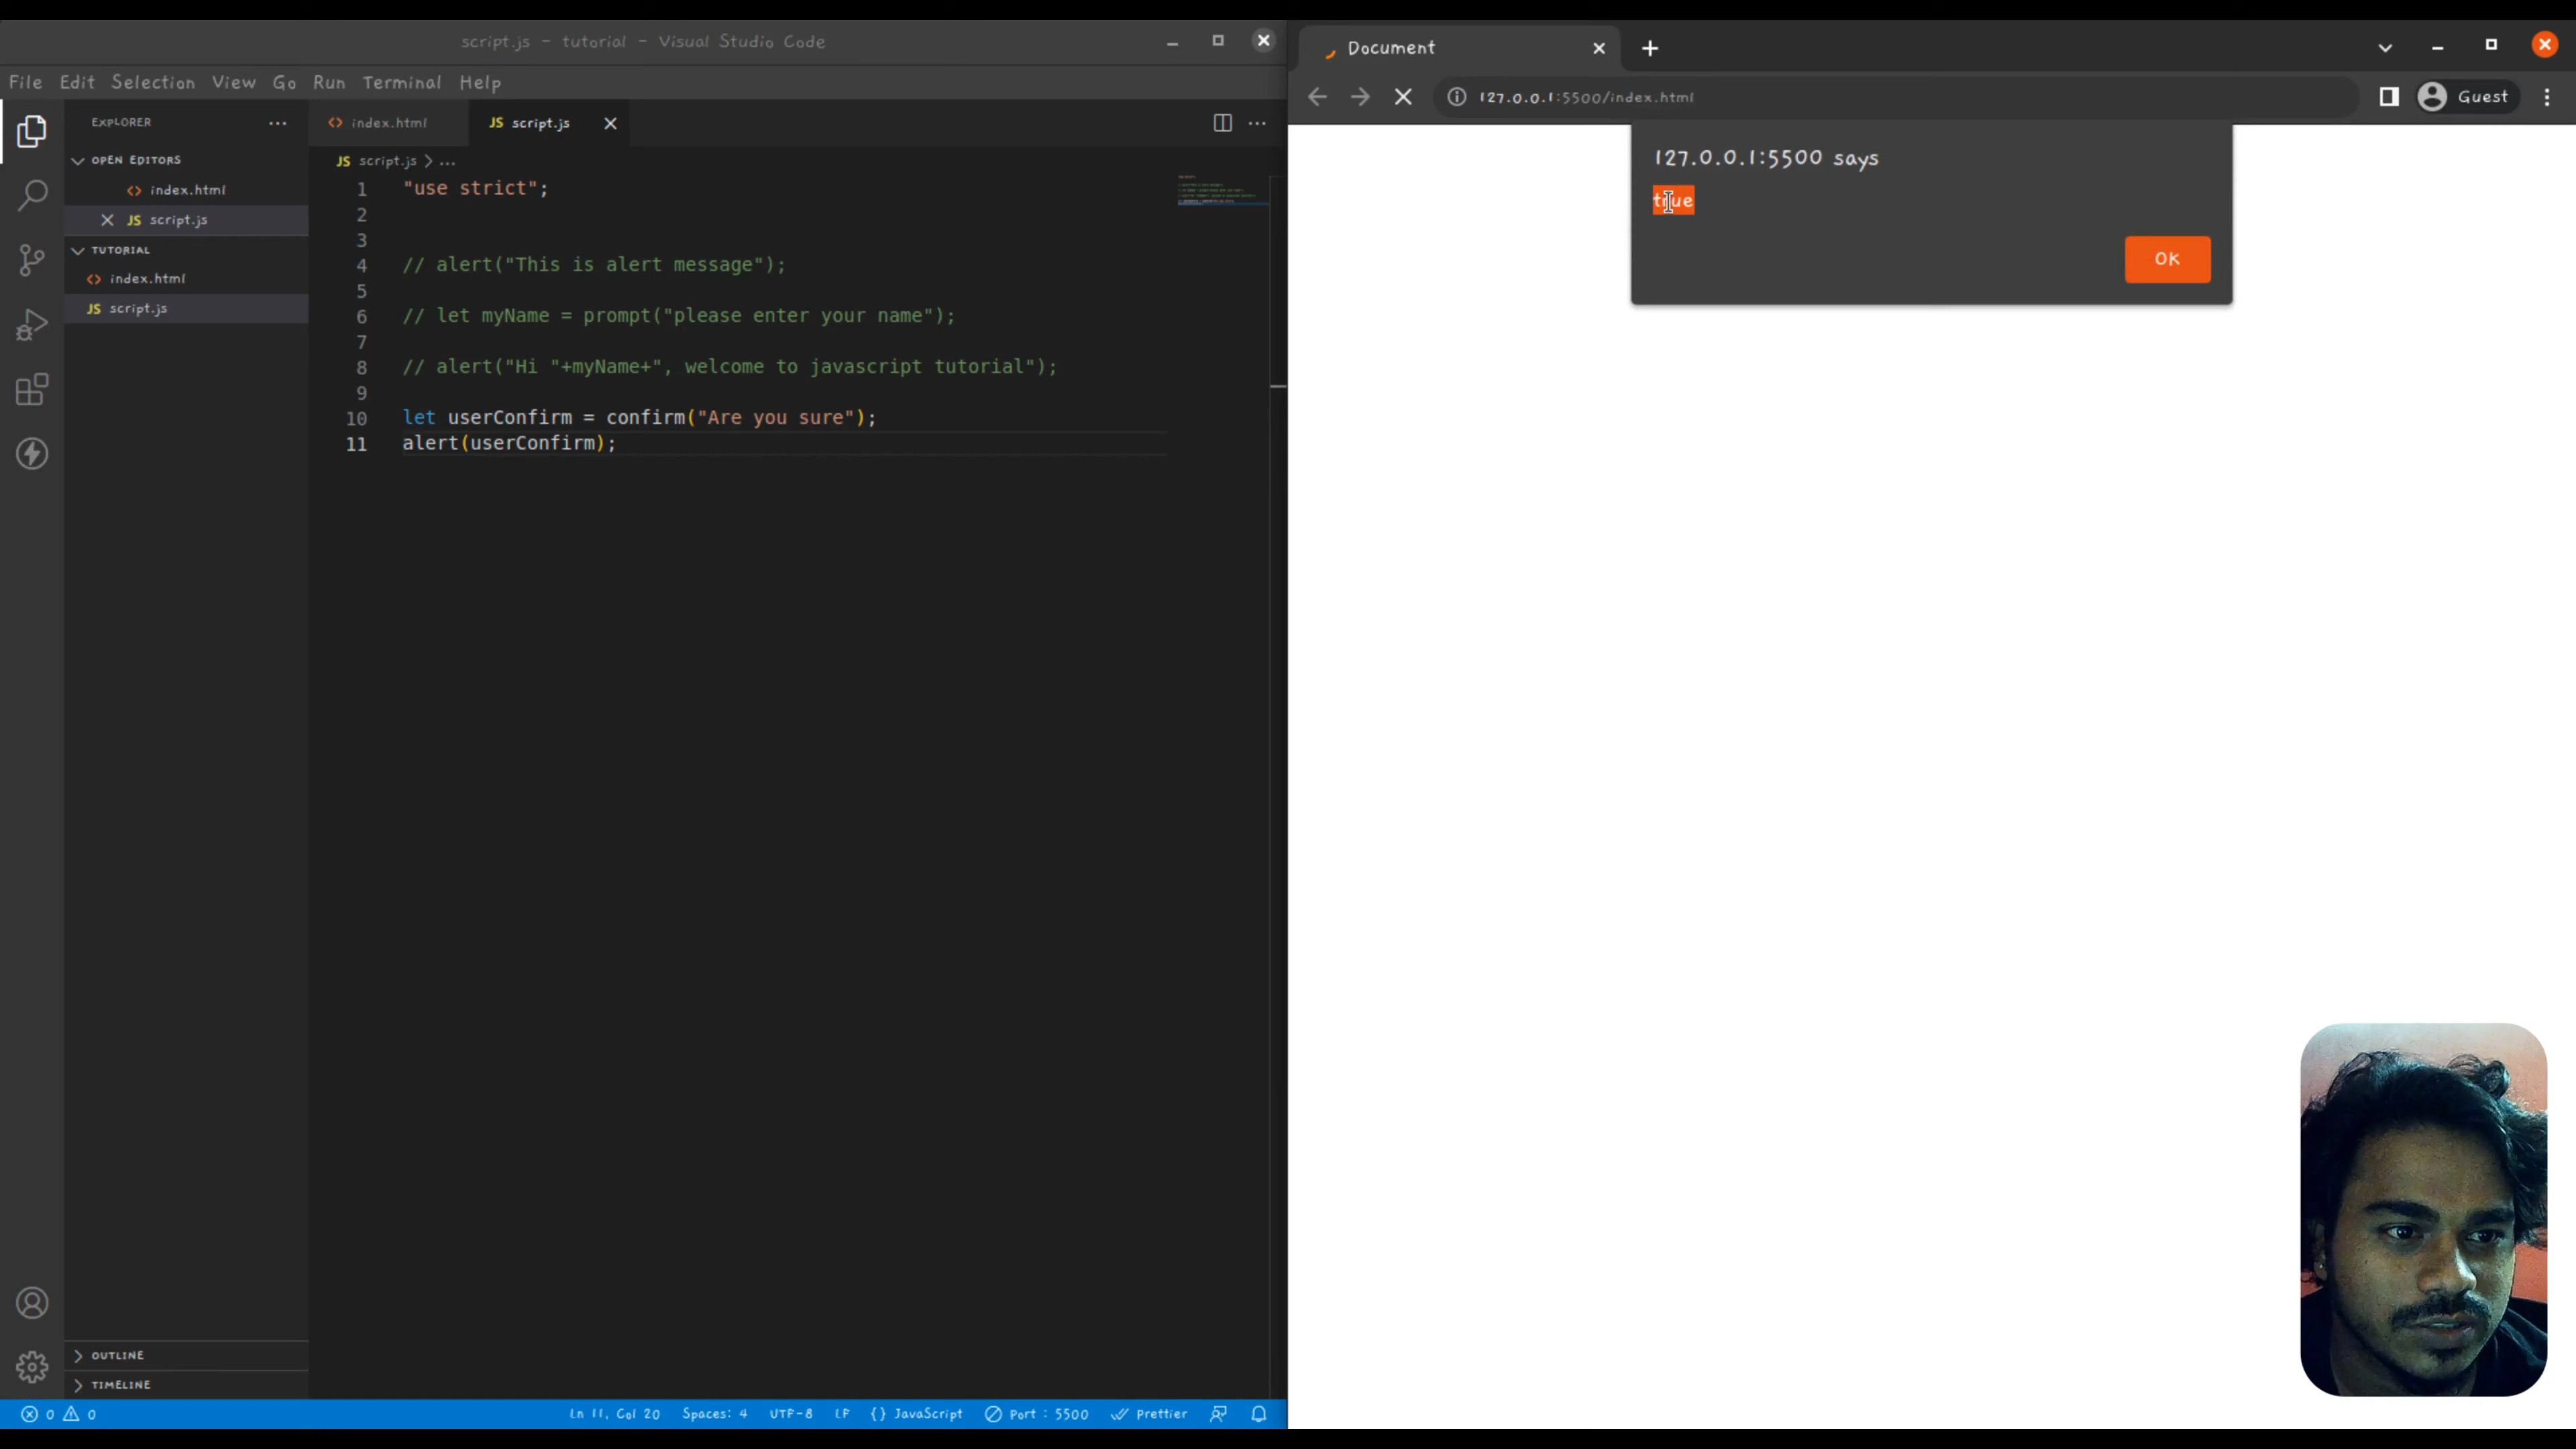 script.js - tutorial - Visual Studio Code
File Edit Selection View Go Run Terminal Help
EXPLORER
OPEN EDITORS
<> index.html
JS script.js
TUTORIAL
<> index.html
JS script.js
OUTLINE
TIMELINE
<> index.html
JS script.js
JS script.js > ...
1 "use strict";
2
3
4 // alert("This is alert message");
5
6 // let myName = prompt("please enter your name");
7
8 // alert("Hi "+myName+", welcome to javascript tutorial");
9
10 let userConfirm = confirm("Are you sure");
11 alert(userConfirm);
0 0 Ln 11, Col 20 Spaces: 4 UTF-8 LF {} JavaScript Port : 5500 Prettier
Document
127.0.0.1:5500/index.html
Guest
127.0.0.1:5500 says
true
OK